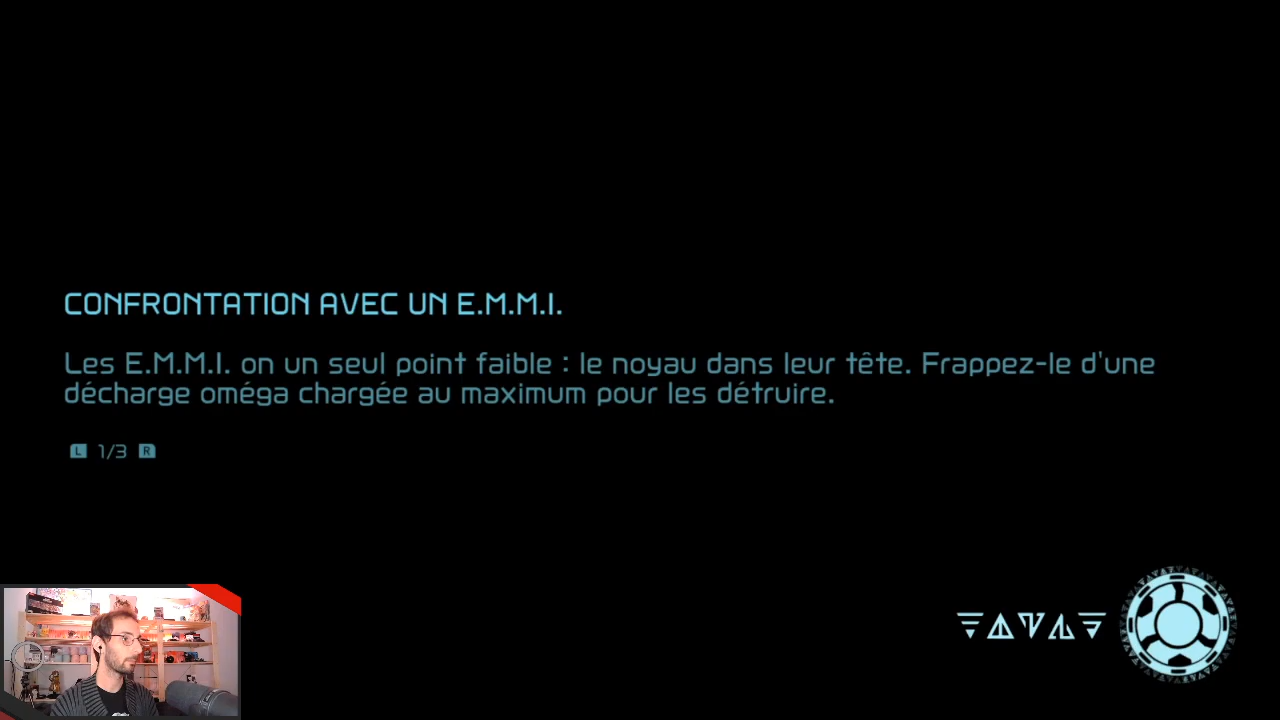 CONFRONTATION AVEC UN E.M.M.I.
Les E.M.M.I. on un seul point faible : le noyau dans leur tête. Frappez-le d'une
décharge oméga chargée au maximum pour les détruire.
L 1/3 R